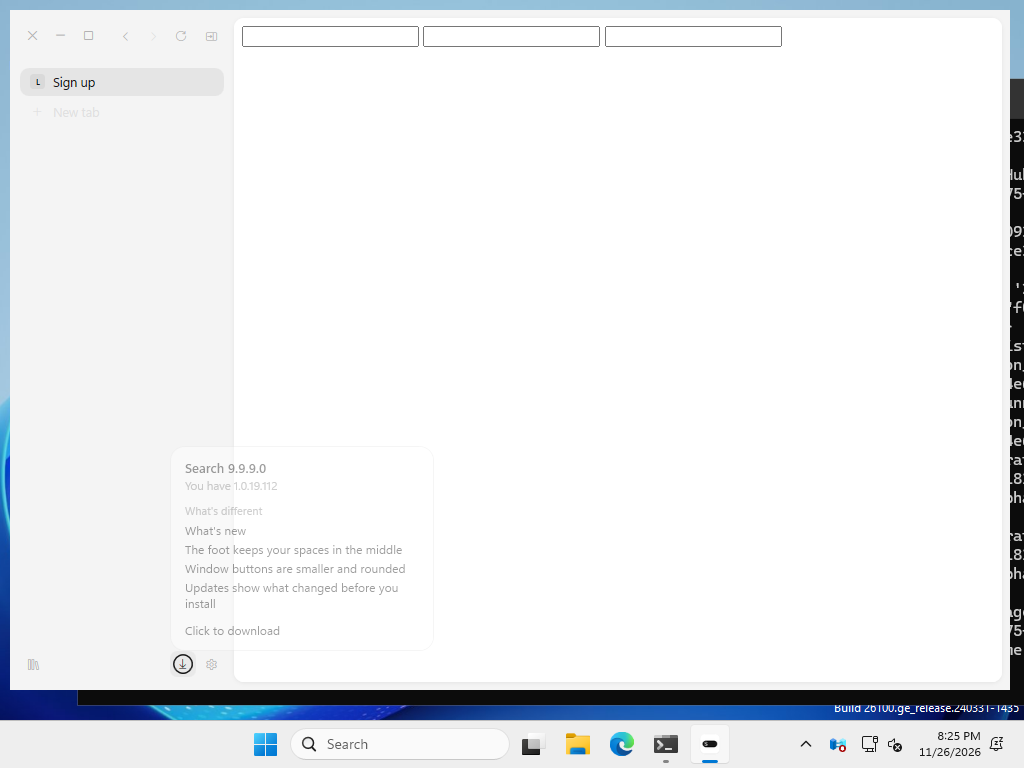 L Sign up
+ New tab
Search 9.9.9.0
You have 1.0.19.112
What's different
What's new
The foot keeps your spaces in the middle
Window buttons are smaller and rounded
Updates show what changed before you
install
Click to download
Build 26100.ge_release.240331-1435
Search
8:25 PM
11/26/2026